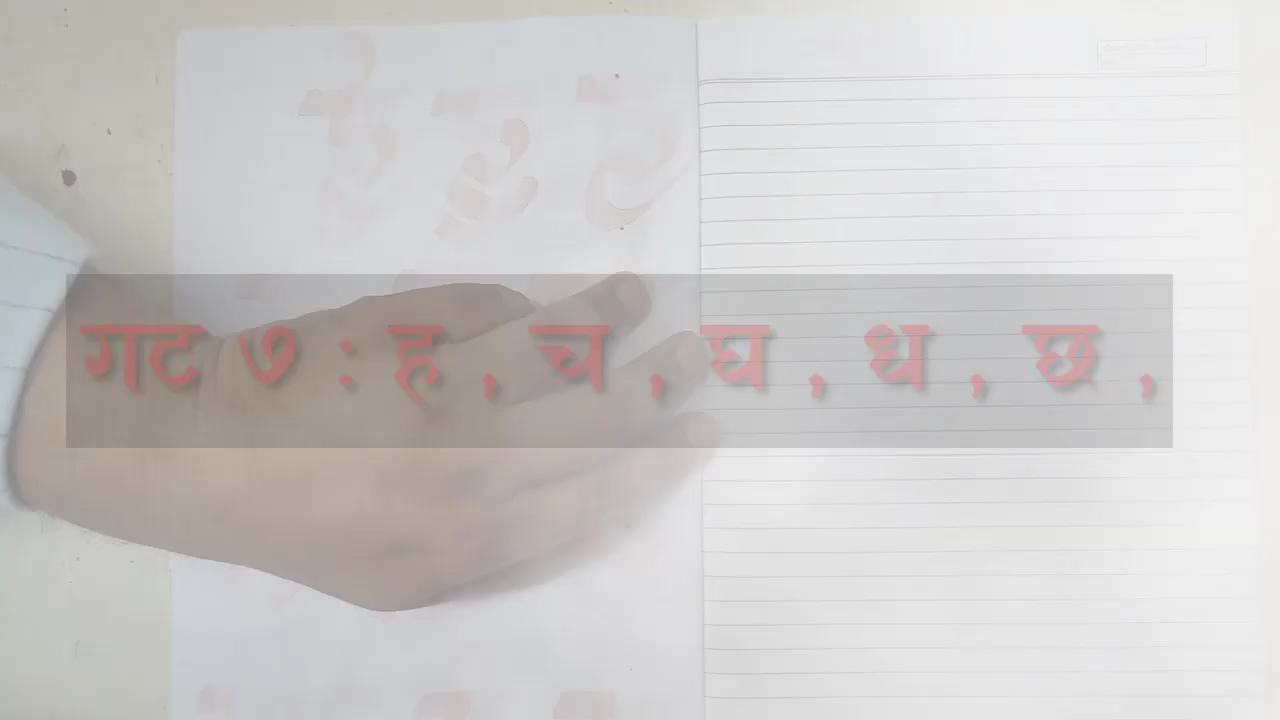 गट ७ : ह , च , घ , ध , छ ,